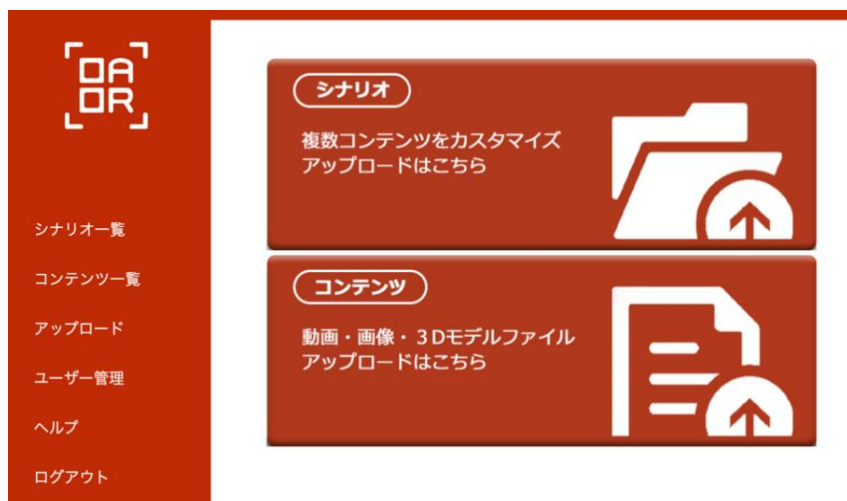 OA
OR
シナリオ一覧
コンテンツ一覧
アップロード
ユーザー管理
ヘルプ
ログアウト
シナリオ
複数コンテンツをカスタマイズ
アップロードはこちら
コンテンツ
動画・画像・3Dモデルファイル
アップロードはこちら